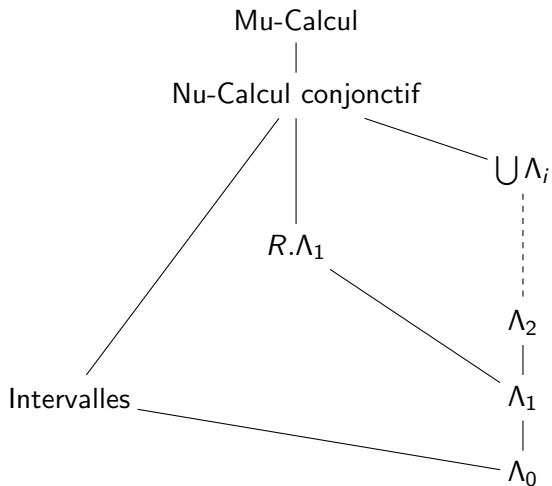 Mu-Calcul
Nu-Calcul conjonctif
⋃ Λᵢ
R.Λ₁
Λ₂
Intervalles
Λ₁
Λ₀